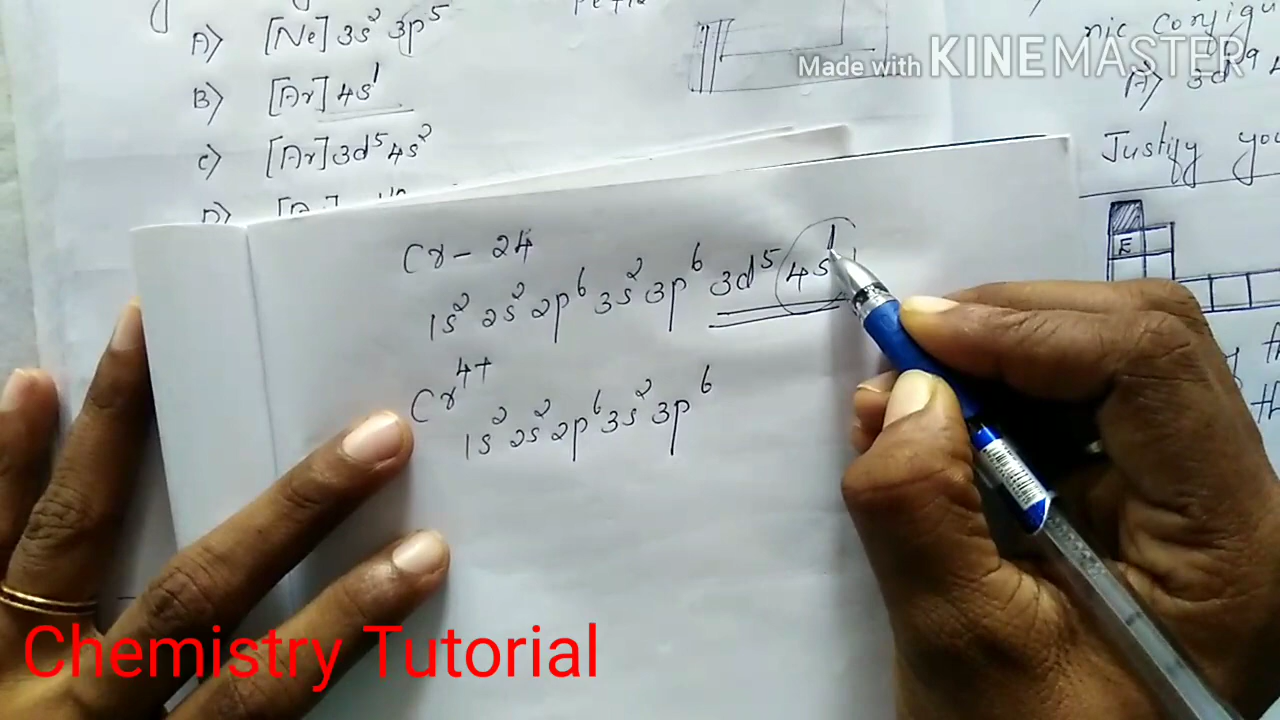 A) [Ne] 3s² 3p⁵
B) [Ar] 4s¹
C) [Ar] 3d⁵ 4s²
D)
Made with KINEMASTER
A) 3d⁹
Justify
E
Cr - 24
1s² 2s² 2p⁶ 3s² 3p⁶ 3d⁵ 4s¹
Cr⁴⁺
1s² 2s² 2p⁶ 3s² 3p⁶
Chemistry Tutorial